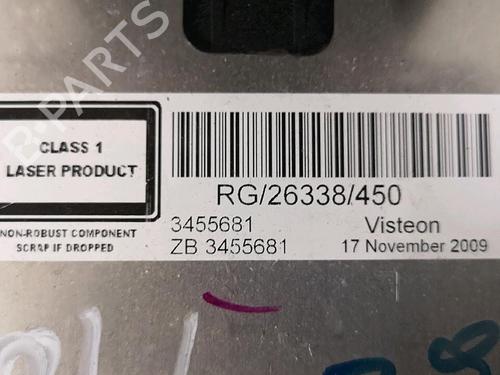 B-PARTS
CLASS 1
LASER PRODUCT
NON-ROBUST COMPONENT
SCRAP IF DROPPED
RG/26338/450
3455681 Visteon
ZB 3455681 17 November 2009